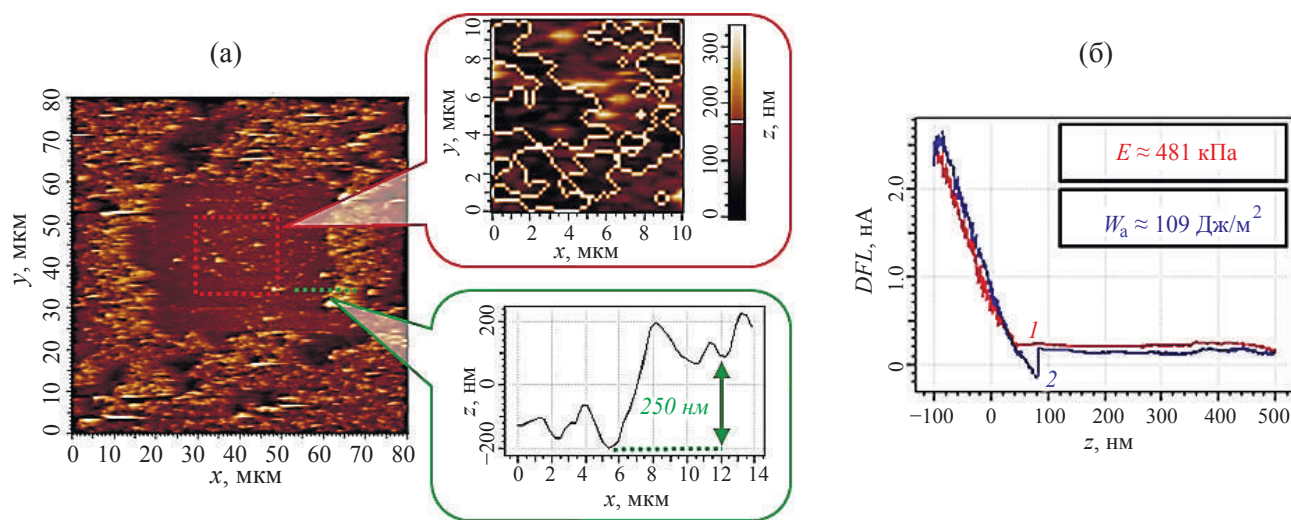 (а)
y, мкм
80
70
60
50
40
30
20
10
0
0 10 20 30 40 50 60 70 80
x, мкм
y, мкм
10
8
6
4
2
0
0 2 4 6 8 10
x, мкм
300
200
100
0
z, нм
z, нм
200
0
−200
250 нм
0 2 4 6 8 10 12 14
x, мкм
(б)
DFL, нА
2.0
1.0
0
E ≈ 481 кПа
Wa ≈ 109 Дж/м²
1
2
−100 0 100 200 300 400 500
z, нм